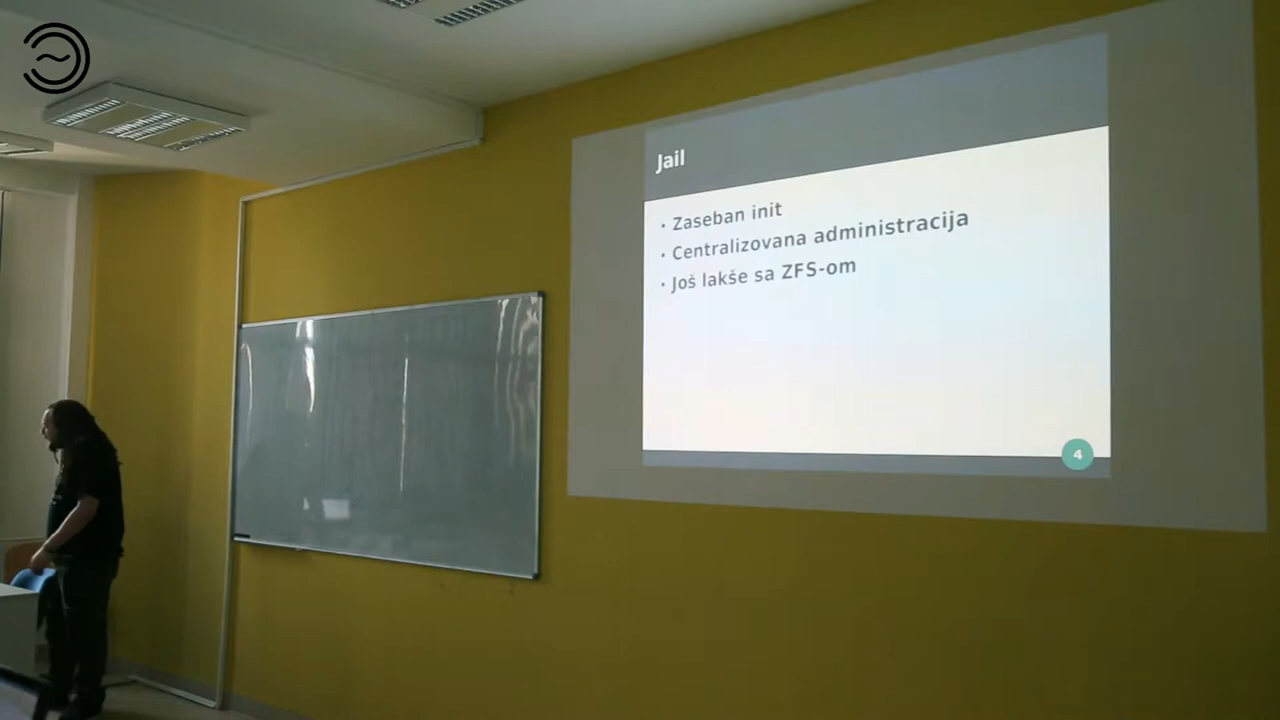 Jail
• Zaseban init
• Centralizovana administracija
• Još lakše sa ZFS-om
4